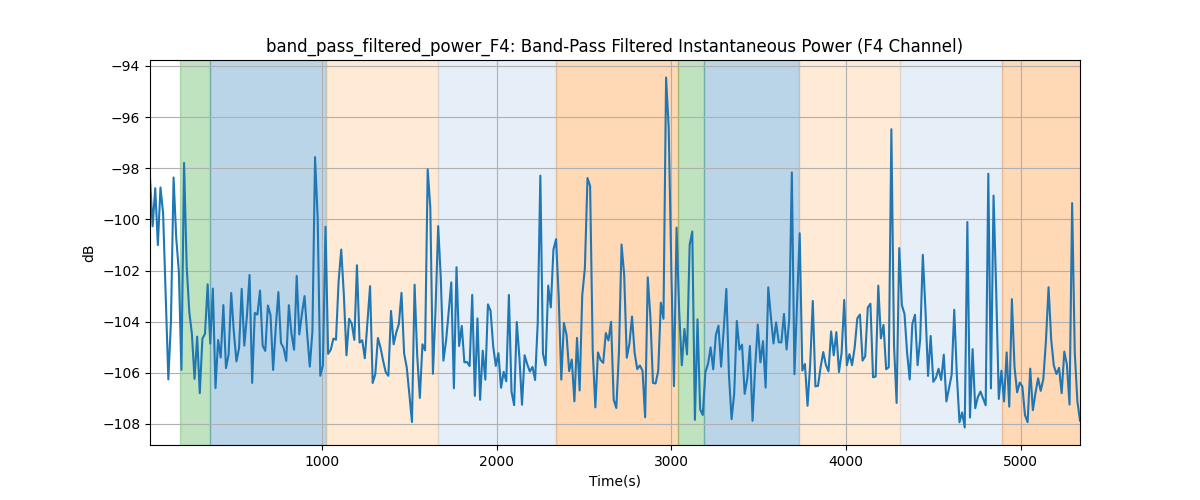 band_pass_filtered_power_F4: Band-Pass Filtered Instantaneous Power (F4 Channel)
−94
−96
−98
−100
−102
−104
−106
−108
dB
1000 2000 3000 4000 5000
Time(s)